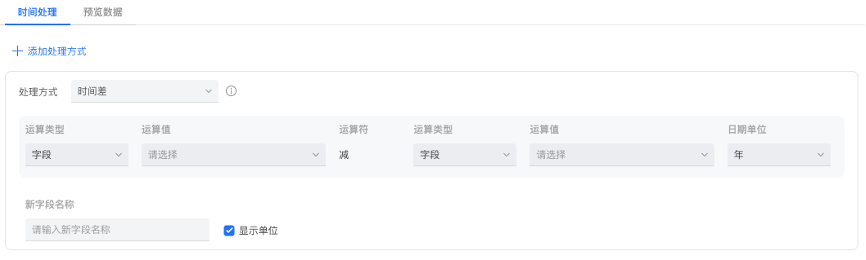 时间处理 预览数据
添加处理方式
处理方式 时间差
运算类型 运算值 运算符 运算类型 运算值 日期单位
字段 请选择 减 字段 请选择 年
新字段名称
请输入新字段名称 显示单位